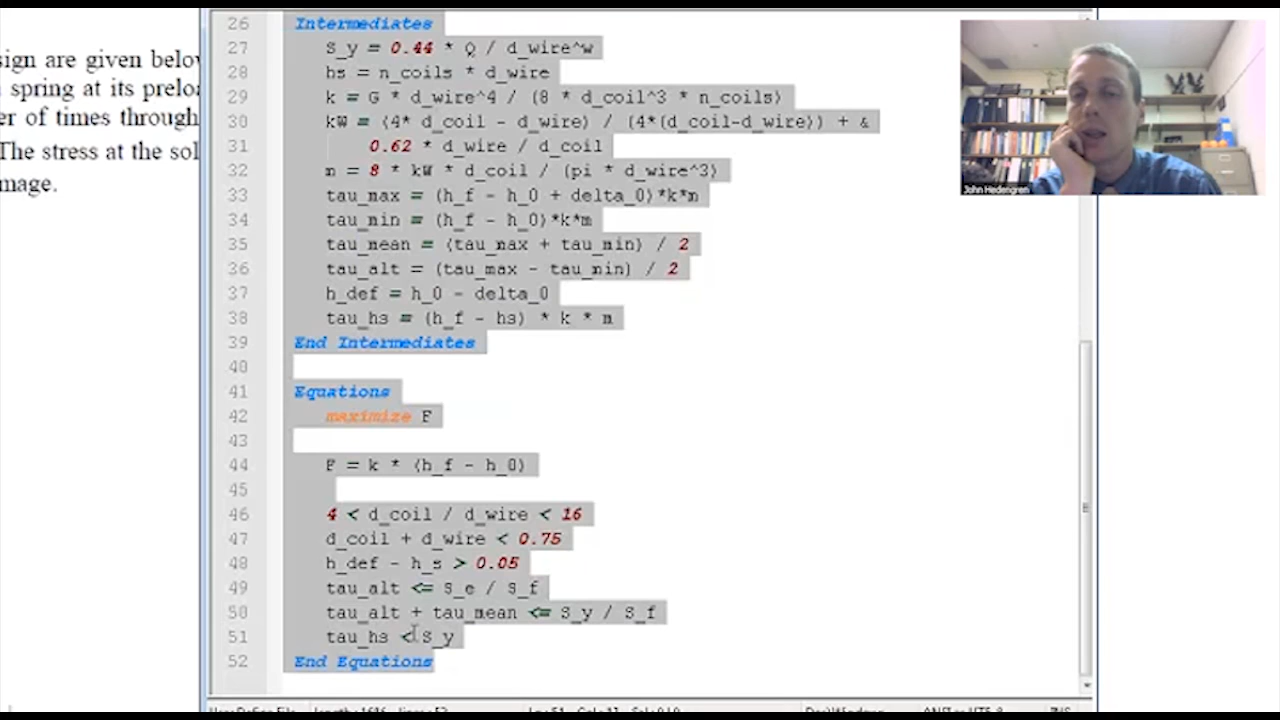 sign are given below
spring at its preloa
er of times through
The stress at the sol
mage.
26 Intermediates
27 S_y = 0.44 * Q / d_wire^w
28 hs = n_coils * d_wire
29 k = G * d_wire^4 / (8 * d_coil^3 * n_coils)
30 kW = (4* d_coil - d_wire) / (4*(d_coil-d_wire)) + &
31 0.62 * d_wire / d_coil
32 m = 8 * kW * d_coil / (pi * d_wire^3)
33 tau_max = (h_f - h_0 + delta_0)*k*m
34 tau_min = (h_f - h_0)*k*m
35 tau_mean = (tau_max + tau_min) / 2
36 tau_alt = (tau_max - tau_min) / 2
37 h_def = h_0 - delta_0
38 tau_hs = (h_f - hs) * k * m
39 End Intermediates
40
41 Equations
42 maximize F
43
44 F = k * (h_f - h_0)
45
46 4 < d_coil / d_wire < 16
47 d_coil + d_wire < 0.75
48 h_def - h_s > 0.05
49 tau_alt <= S_e / S_f
50 tau_alt + tau_mean <= S_y / S_f
51 tau_hs < S_y
52 End Equations
John Hedengren